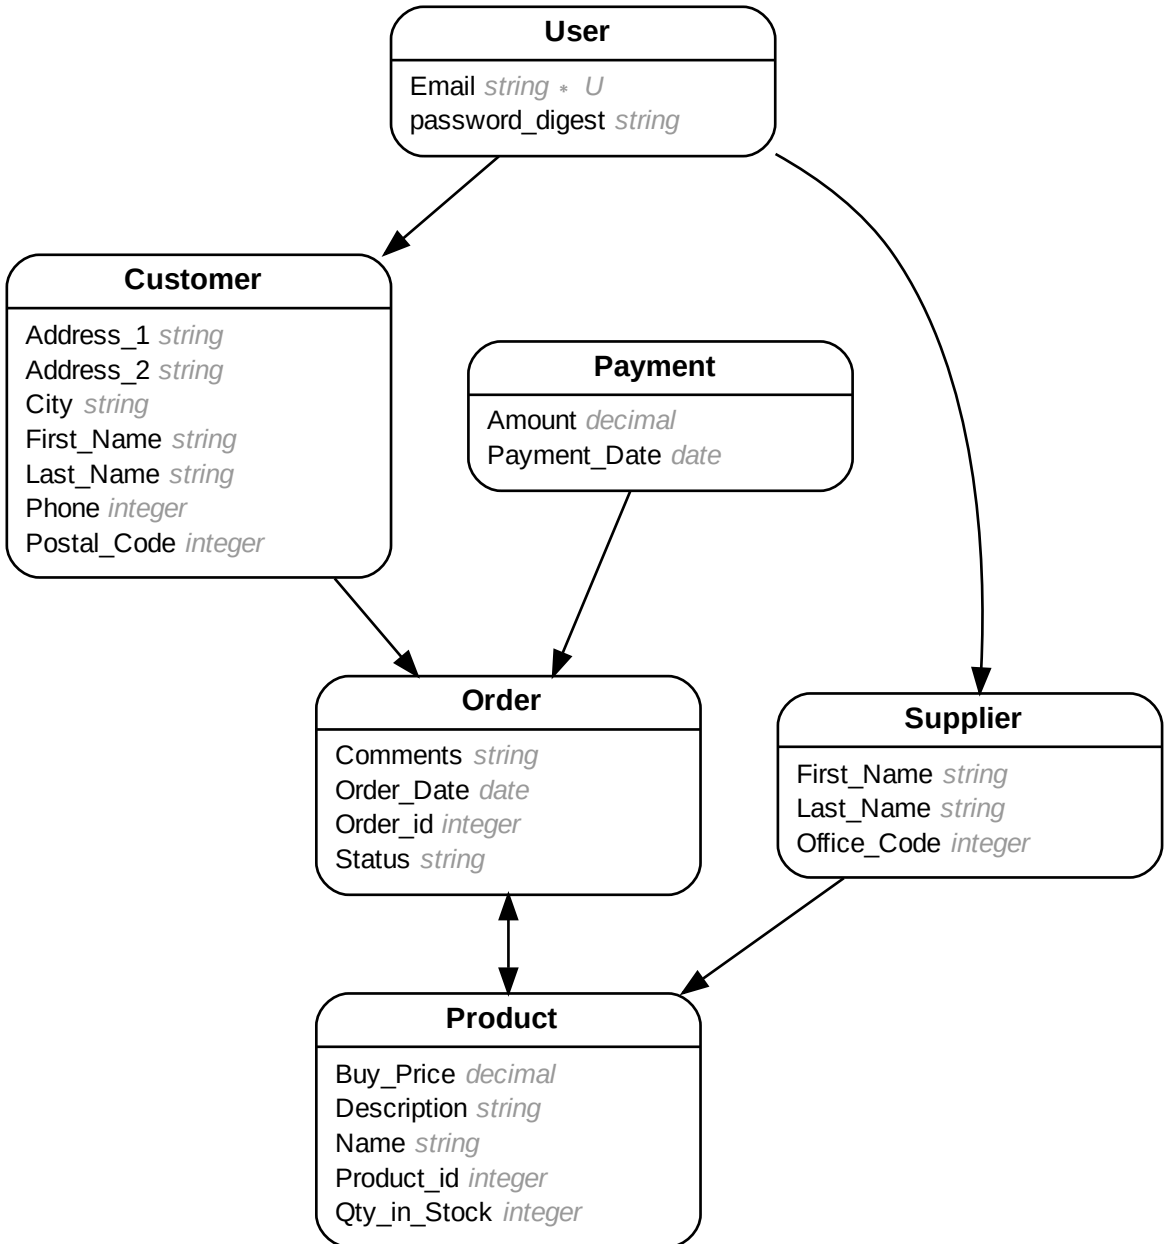 User
Email string * U
password_digest string
Customer
Address_1 string
Address_2 string
City string
First_Name string
Last_Name string
Phone integer
Postal_Code integer
Payment
Amount decimal
Payment_Date date
Order
Comments string
Order_Date date
Order_id integer
Status string
Supplier
First_Name string
Last_Name string
Office_Code integer
Product
Buy_Price decimal
Description string
Name string
Product_id integer
Qty_in_Stock integer